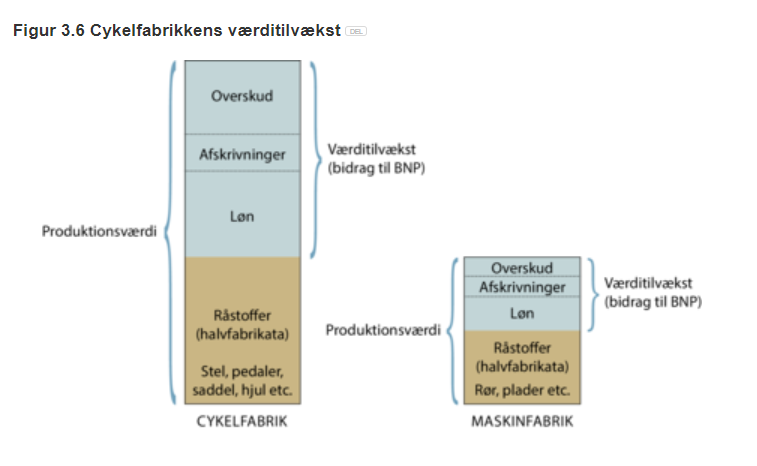 Figur 3.6 Cykelfabrikkens værditilvækst DEL
Overskud
Afskrivninger
Løn
Værditilvækst
(bidrag til BNP)
Produktionsværdi
Råstoffer
(halvfabrikata)
Stel, pedaler,
saddel, hjul etc.
CYKELFABRIK
Overskud
Afskrivninger
Løn
Værditilvækst
(bidrag til BNP)
Produktionsværdi
Råstoffer
(halvfabrikata)
Rør, plader etc.
MASKINFABRIK